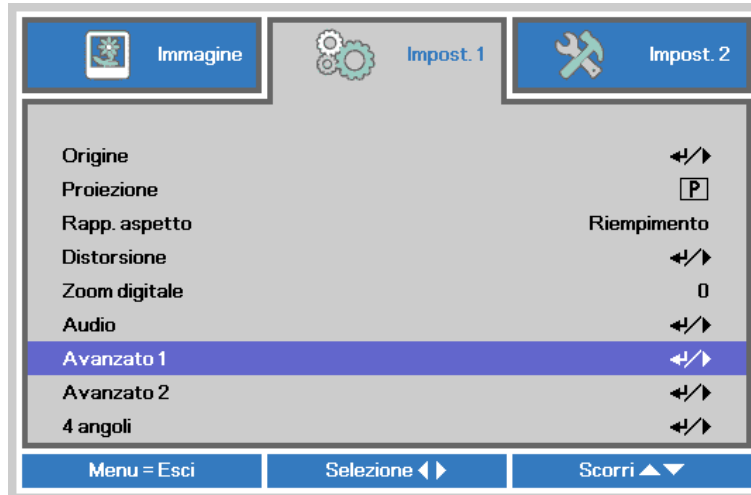 Immagine
Impost. 1
Impost. 2
Origine
Proiezione P
Rapp. aspetto Riempimento
Distorsione
Zoom digitale 0
Audio
Avanzato 1
Avanzato 2
4 angoli
Menu = Esci
Selezione
Scorri